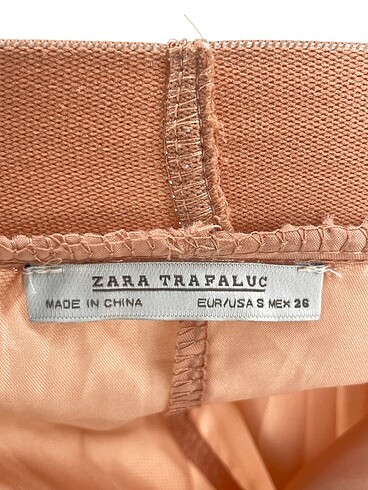 ZARA TRAFALUC
MADE IN CHINA EUR/USA S MEX 26